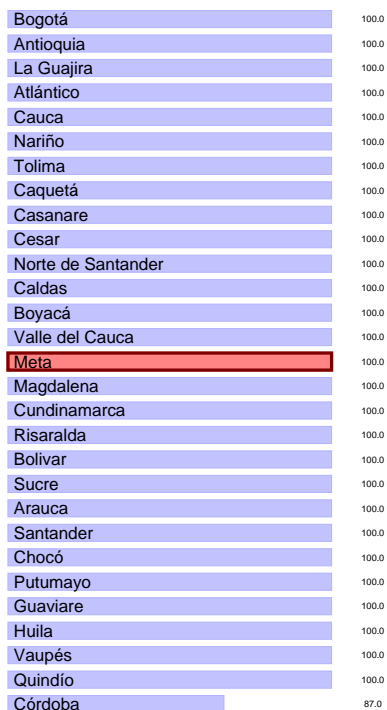 Bogotá 100.0
Antioquia 100.0
La Guajira 100.0
Atlántico 100.0
Cauca 100.0
Nariño 100.0
Tolima 100.0
Caquetá 100.0
Casanare 100.0
Cesar 100.0
Norte de Santander 100.0
Caldas 100.0
Boyacá 100.0
Valle del Cauca 100.0
Meta 100.0
Magdalena 100.0
Cundinamarca 100.0
Risaralda 100.0
Bolivar 100.0
Sucre 100.0
Arauca 100.0
Santander 100.0
Chocó 100.0
Putumayo 100.0
Guaviare 100.0
Huila 100.0
Vaupés 100.0
Quindío 100.0
Córdoba 87.0